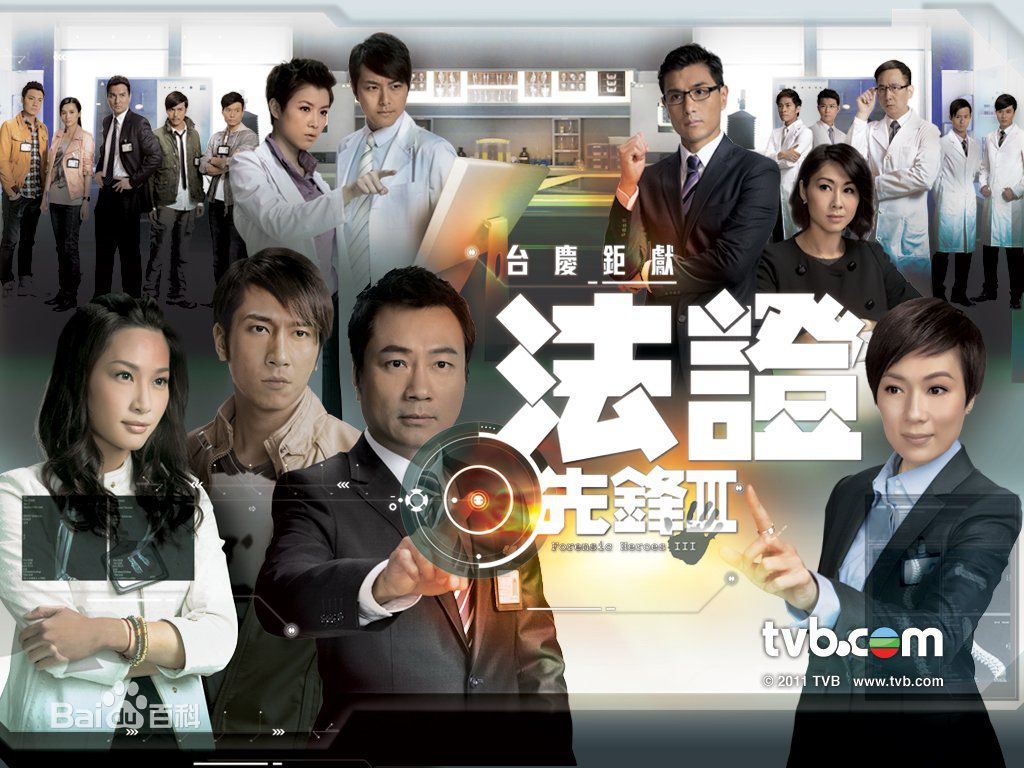 台慶鉅獻
法證
先鋒III
Forensic Heroes III
tvb.com
© 2011 TVB www.tvb.com
Baidu百科